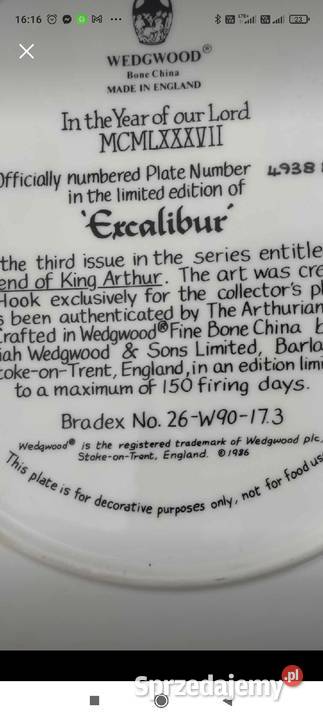 16:16
WEDGWOOD®
Bone China
MADE IN ENGLAND
In the Year of our Lord
MCMLXXXVII
Officially numbered Plate Number 4938
in the limited edition of
'Excalibur'
the third issue in the series entitle
end of King Arthur. The art was cre
Hook exclusively for the collector's pl
s been authenticated by The Arthurian
Crafted in Wedgwood® Fine Bone China b
iah Wedgwood & Sons Limited, Barla
toke-on-Trent, England, in an edition limi
to a maximum of 150 firing days.
Bradex No. 26-W90-17.3
Wedgwood® is the registered trademark of Wedgwood plc,
Stoke-on-Trent, England. © 1986
This plate is for decorative purposes only, not for food us
Sprzedajemy.pl